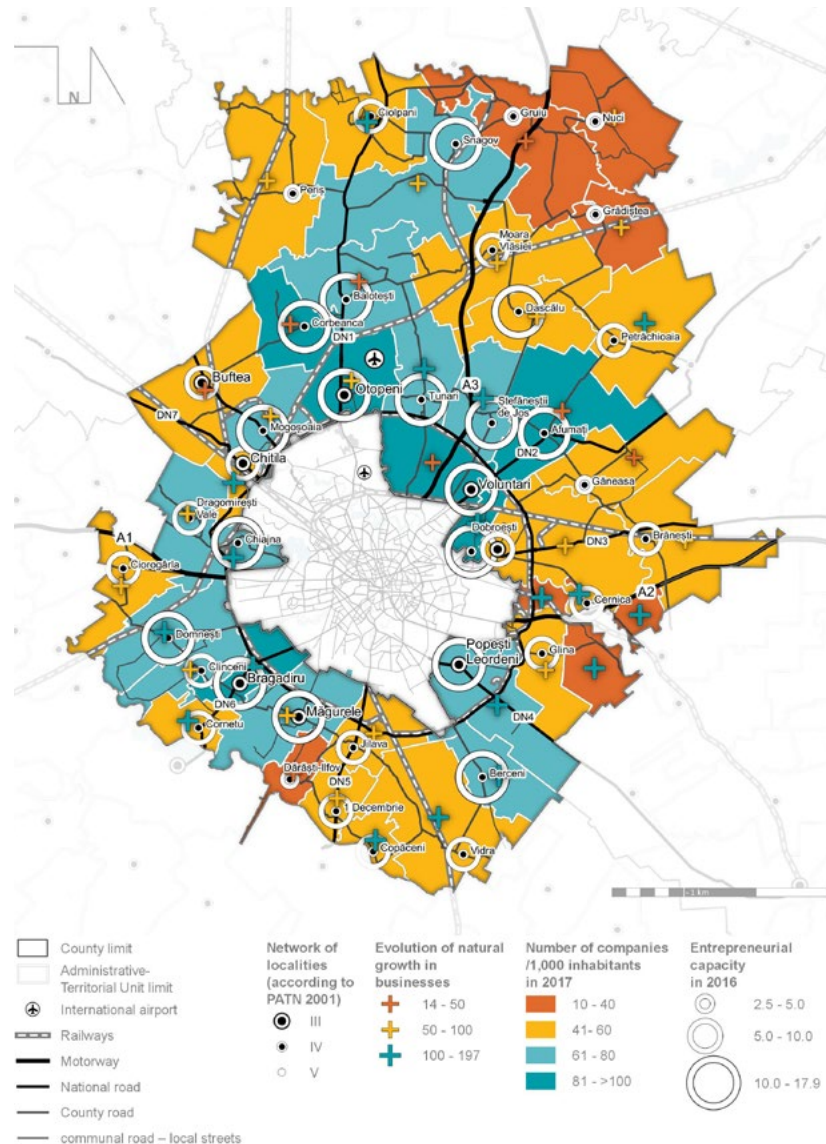 N
Ciolpani
Gruiu
Nuci
Snagov
Periș
Grădiștea
Moara
Vlăsiei
Balotești
Dascălu
Corbeanca
DN1
Petrăchioaia
Buftea
Otopeni
A3
Tunari
Ștefăneștii
de Jos
DN7
Mogoșoaia
DN2
Afumați
Chitila
Găneasa
Voluntari
Dragomirești
Vale
A1
Chiajna
Dobroești
DN3
Brănești
Ciorogârla
A2
Cernica
Domnești
Popești
Leordeni
Glina
Clinceni
Bragadiru
DN6
DN4
Măgurele
Cornetu
Jilava
Dărăști-Ilfov
Berceni
DN5
1 Decembrie
Copăceni
Vidra
1 km
County limit
Administrative-
Territorial Unit limit
International airport
Railways
Motorway
National road
County road
communal road – local streets
Network of
localities
(according to
PATN 2001)
III
IV
V
Evolution of natural
growth in
businesses
14 - 50
50 - 100
100 - 197
Number of companies
/1,000 inhabitants
in 2017
10 - 40
41- 60
61 - 80
81 - >100
Entrepreneurial
capacity
in 2016
2.5 - 5.0
5.0 - 10.0
10.0 - 17.9